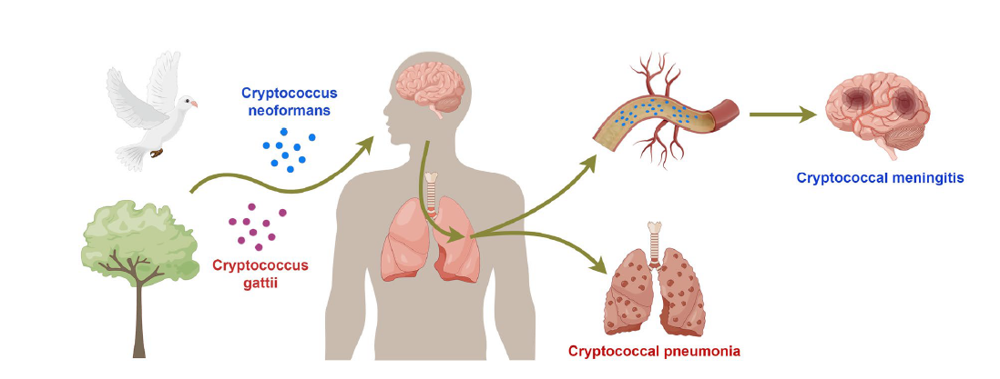 Cryptococcus
neoformans
Cryptococcus
gattii
Cryptococcal meningitis
Cryptococcal pneumonia